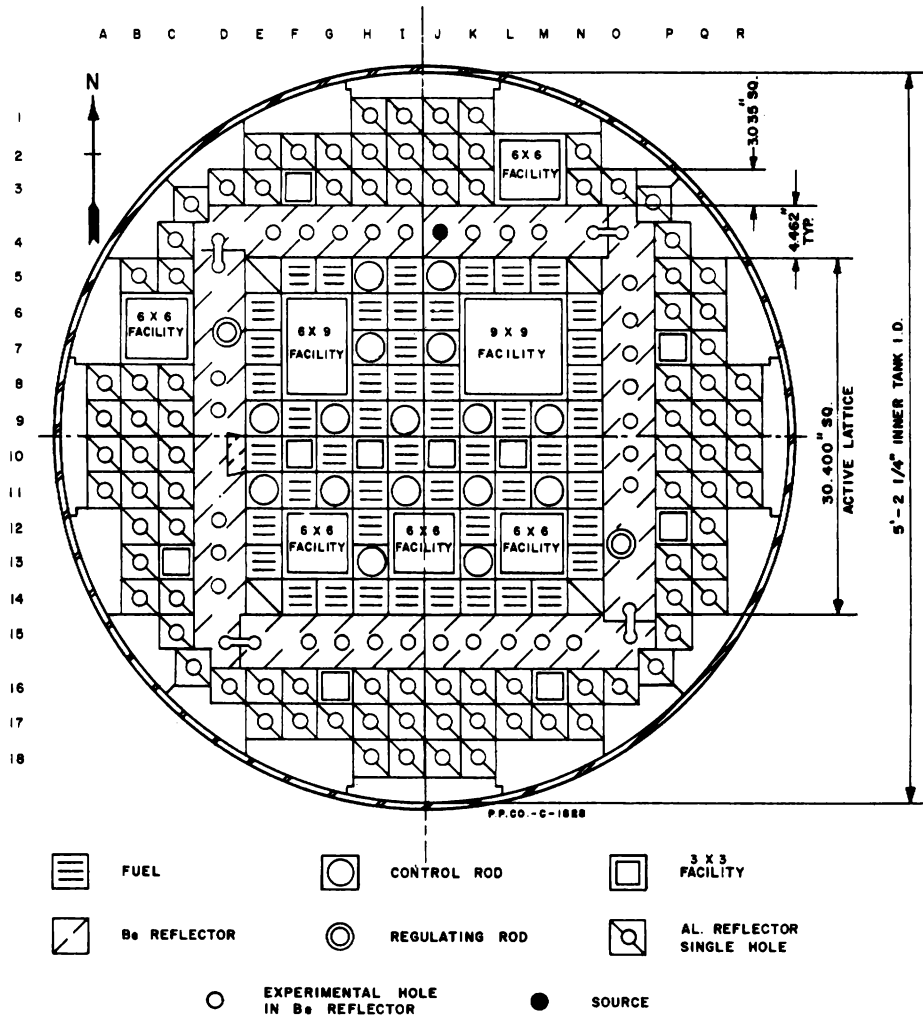 A B C D E F G H I J K L M N O P Q R
N
1
2
3
4
5
6
7
8
9
10
11
12
13
14
15
16
17
18
6 X 6
FACILITY
3.035" SQ.
4.462"
TYP.
6 X 6
FACILITY
6 X 9
FACILITY
9 X 9
FACILITY
6 X 6
FACILITY
6 X 6
FACILITY
6 X 6
FACILITY
30.400" SQ.
ACTIVE LATTICE
5'-2 1/4" INNER TANK I.D.
P.P.CO.-C-1828
FUEL
CONTROL ROD
3 X 3
FACILITY
Be REFLECTOR
REGULATING ROD
AL. REFLECTOR
SINGLE HOLE
EXPERIMENTAL HOLE
IN Be REFLECTOR
SOURCE